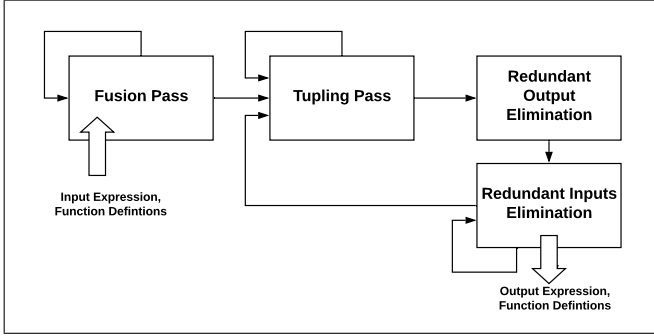 Fusion Pass
Tupling Pass
Redundant
Output
Elimination
Redundant Inputs
Elimination
Input Expression,
Function Defintions
Output Expression,
Function Defintions